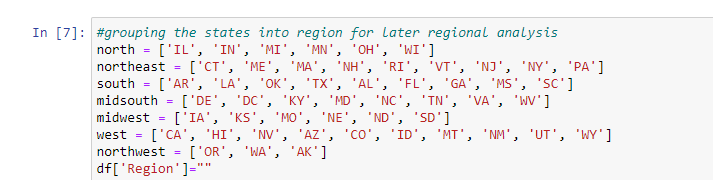 In [7]: #grouping the states into region for later regional analysis
north = ['IL', 'IN', 'MI', 'MN', 'OH', 'WI']
northeast = ['CT', 'ME', 'MA', 'NH', 'RI', 'VT', 'NJ', 'NY', 'PA']
south = ['AR', 'LA', 'OK', 'TX', 'AL', 'FL', 'GA', 'MS', 'SC']
midsouth = ['DE', 'DC', 'KY', 'MD', 'NC', 'TN', 'VA', 'WV']
midwest = ['IA', 'KS', 'MO', 'NE', 'ND', 'SD']
west = ['CA', 'HI', 'NV', 'AZ', 'CO', 'ID', 'MT', 'NM', 'UT', 'WY']
northwest = ['OR', 'WA', 'AK']
df['Region']=""